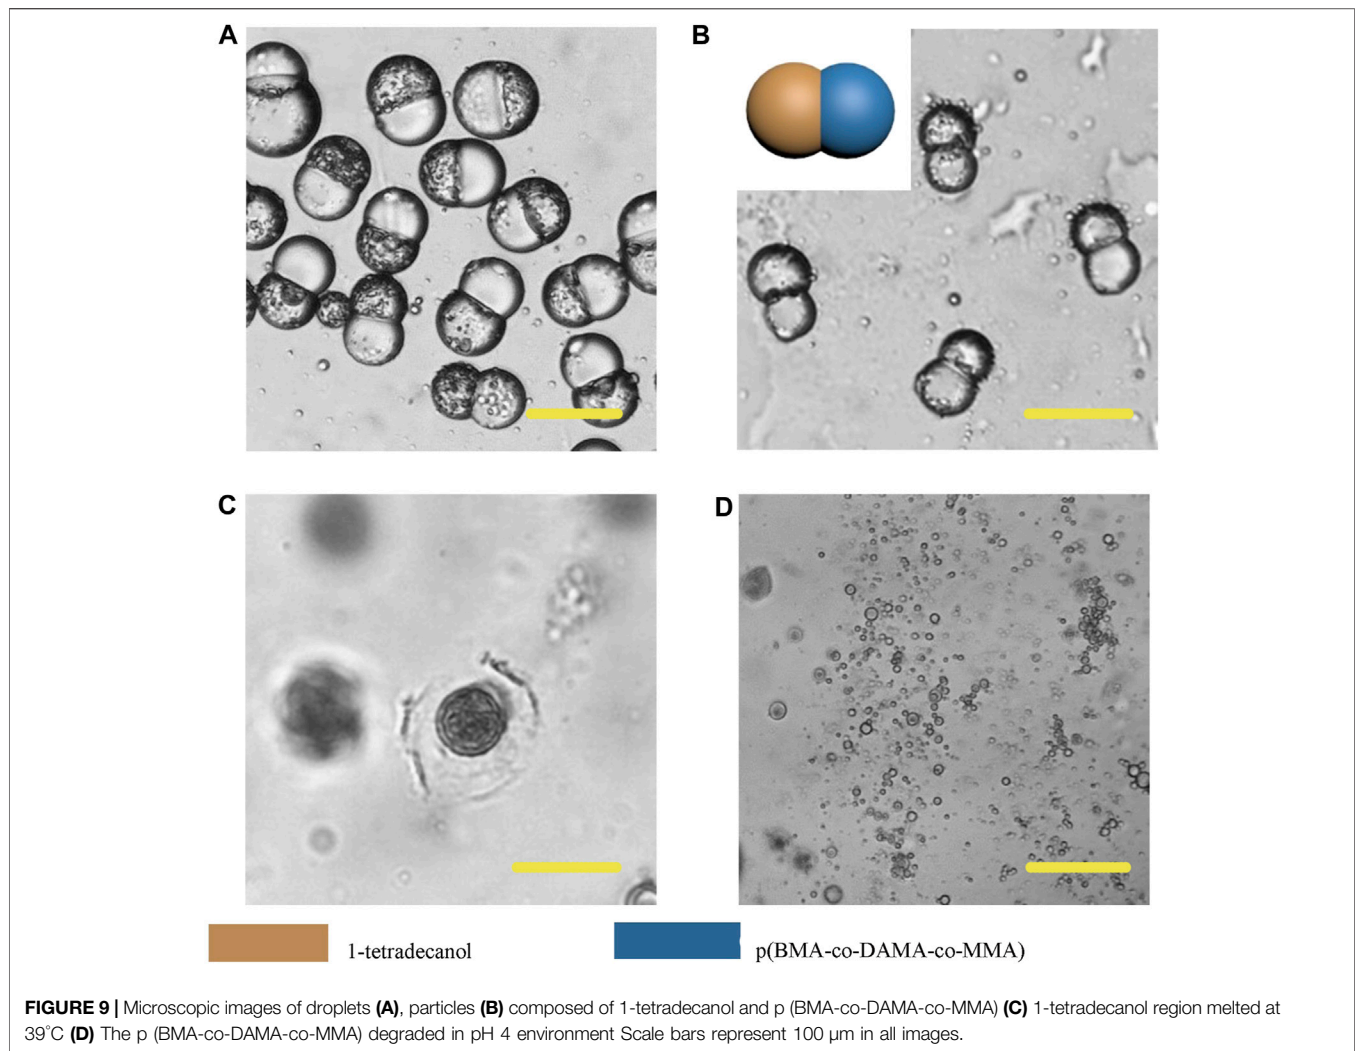 A
B
C
D
1-tetradecanol
p(BMA-co-DAMA-co-MMA)
FIGURE 9 | Microscopic images of droplets (A), particles (B) composed of 1-tetradecanol and p (BMA-co-DAMA-co-MMA) (C) 1-tetradecanol region melted at
39°C (D) The p (BMA-co-DAMA-co-MMA) degraded in pH 4 environment Scale bars represent 100 μm in all images.